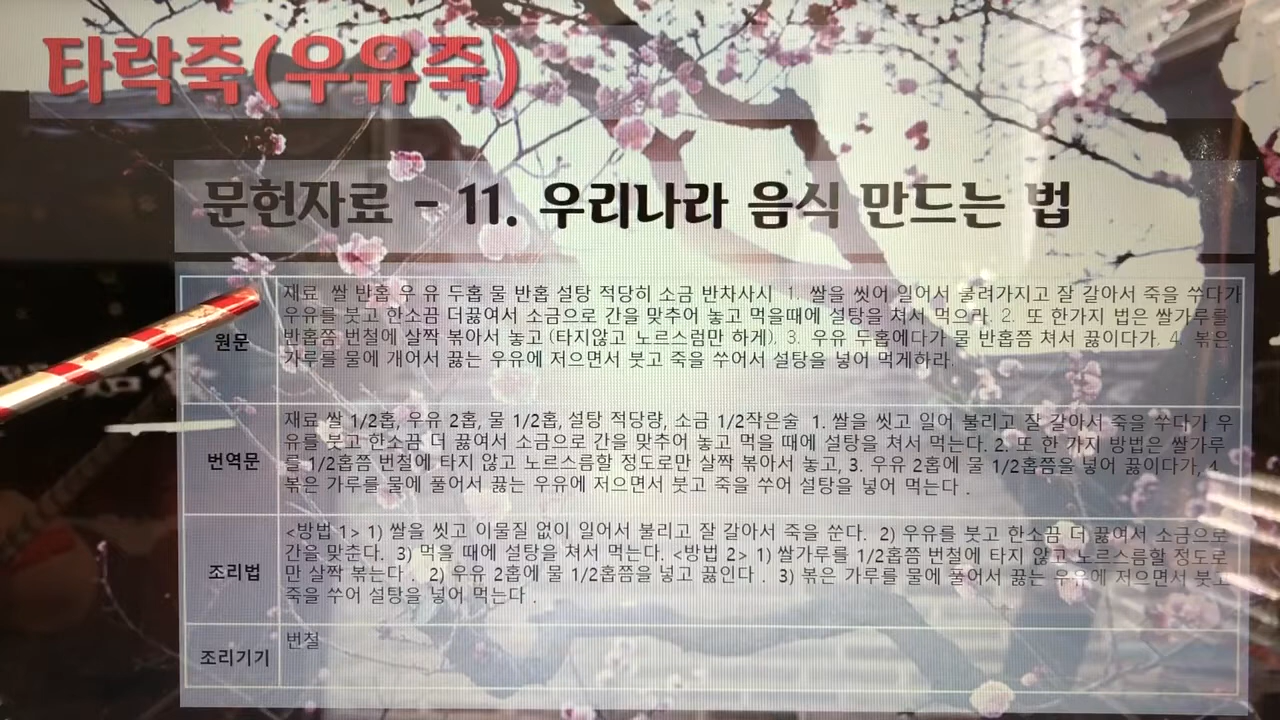 타락죽(우유죽)
문헌자료 - 11. 우리나라 음식 만드는 법
원문
재료 쌀 반홉 우 유 두홉 물 반홉 설탕 적당히 소금 반차사시 1. 쌀을 씻어 일어서 불려가지고 잘 갈아서 죽을 쑤다가
우유를 붓고 한소끔 더끓여서 소금으로 간을 맞추어 놓고 먹을때에 설탕을 쳐서 먹으라. 2. 또 한가지 법은 쌀가루를
반홉쯤 번철에 살짝 볶아서 놓고 (타지않고 노르스럼만 하게) 3. 우유 두홉에다가 물 반홉쯤 쳐서 끓이다가. 4. 볶은
가루를 물에 개어서 끓는 우유에 저으면서 붓고 죽을 쑤어서 설탕을 넣어 먹게하라.
번역문
재료 쌀 1/2홉, 우유 2홉, 물 1/2홉, 설탕 적당량, 소금 1/2작은술 1. 쌀을 씻고 일어 불리고 잘 갈아서 죽을 쑤다가 우
유를 붓고 한소끔 더 끓여서 소금으로 간을 맞추어 놓고 먹을 때에 설탕을 쳐서 먹는다. 2. 또 한 가지 방법은 쌀가루
를 1/2홉쯤 번철에 타지 않고 노르스름할 정도로만 살짝 볶아서 놓고, 3. 우유 2홉에 물 1/2홉쯤을 넣어 끓이다가, 4.
볶은 가루를 물에 풀어서 끓는 우유에 저으면서 붓고 죽을 쑤어 설탕을 넣어 먹는다 .
조리법
<방법 1> 1) 쌀을 씻고 이물질 없이 일어서 불리고 잘 갈아서 죽을 쑨다. 2) 우유를 붓고 한소끔 더 끓여서 소금으로
간을 맞춘다. 3) 먹을 때에 설탕을 쳐서 먹는다. <방법 2> 1) 쌀가루를 1/2홉쯤 번철에 타지 않고 노르스름할 정도로
만 살짝 볶는다 . 2) 우유 2홉에 물 1/2홉쯤을 넣고 끓인다 . 3) 볶은 가루를 물에 풀어서 끓는 우유에 저으면서 붓고
죽을 쑤어 설탕을 넣어 먹는다 .
조리기기
번철